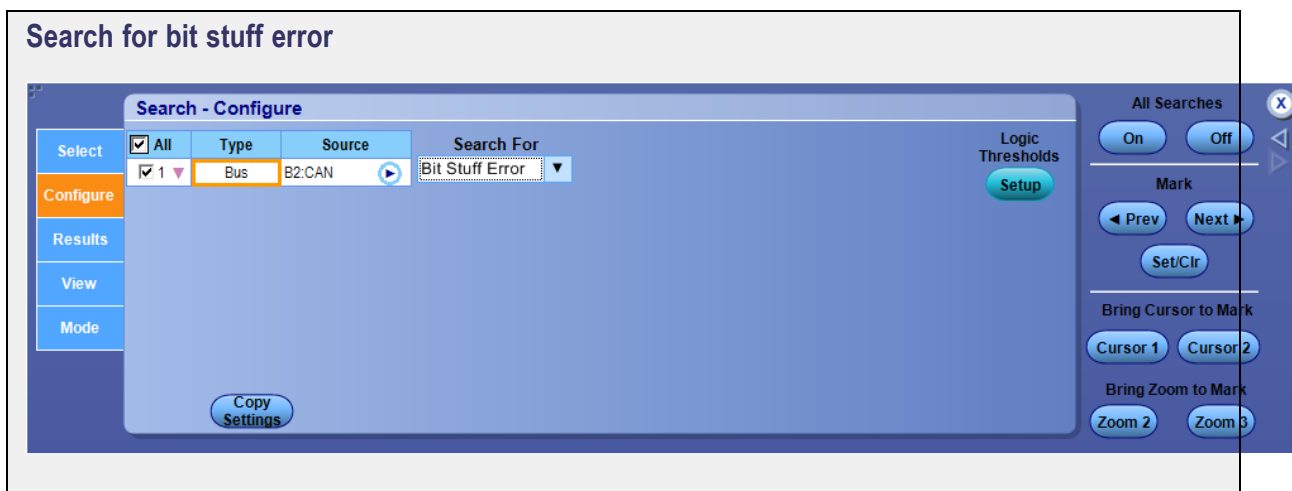 Search for bit stuff error
Search - Configure
All Searches
X
Select
All
Type
Source
Search For
Logic
Thresholds
On
Off
1
Bus
B2:CAN
Bit Stuff Error
Setup
Configure
Mark
Prev
Next
Results
Set/Clr
View
Bring Cursor to Mark
Mode
Cursor 1
Cursor 2
Bring Zoom to Mark
Copy
Settings
Zoom 2
Zoom 3